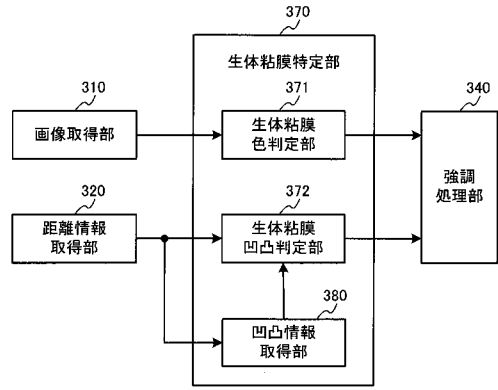 370
生体粘膜特定部
310
画像取得部
371
生体粘膜
色判定部
340
強調
処理部
320
距離情報
取得部
372
生体粘膜
凹凸判定部
380
凹凸情報
取得部